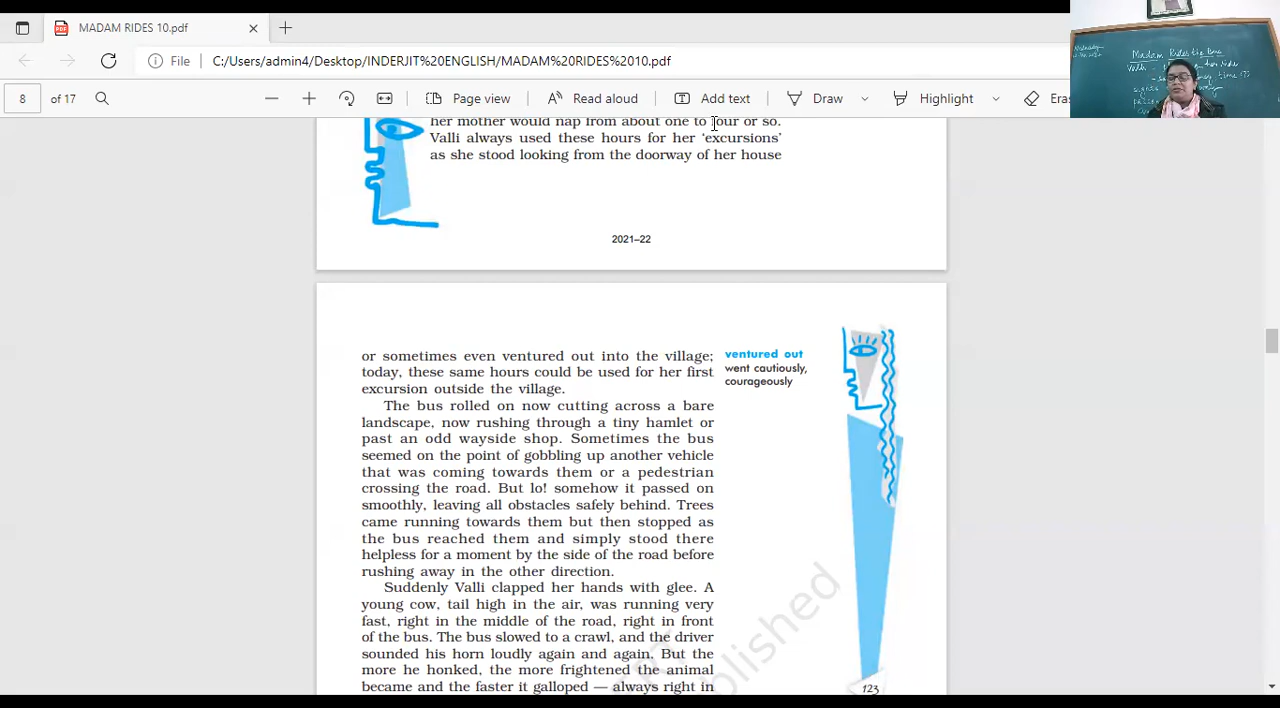 MADAM RIDES 10.pdf
File C:/Users/admin4/Desktop/INDERJIT%20ENGLISH/MADAM%20RIDES%2010.pdf
8 of 17 Page view Read aloud Add text Draw Highlight Eras
Madam Rides the Bus
Valli
her mother would nap from about one to four or so.
Valli always used these hours for her ‘excursions’
as she stood looking from the doorway of her house
2021–22
or sometimes even ventured out into the village;
today, these same hours could be used for her first
excursion outside the village.
ventured out
went cautiously,
courageously
The bus rolled on now cutting across a bare
landscape, now rushing through a tiny hamlet or
past an odd wayside shop. Sometimes the bus
seemed on the point of gobbling up another vehicle
that was coming towards them or a pedestrian
crossing the road. But lo! somehow it passed on
smoothly, leaving all obstacles safely behind. Trees
came running towards them but then stopped as
the bus reached them and simply stood there
helpless for a moment by the side of the road before
rushing away in the other direction.
Suddenly Valli clapped her hands with glee. A
young cow, tail high in the air, was running very
fast, right in the middle of the road, right in front
of the bus. The bus slowed to a crawl, and the driver
sounded his horn loudly again and again. But the
more he honked, the more frightened the animal
became and the faster it galloped — always right in
blished
123